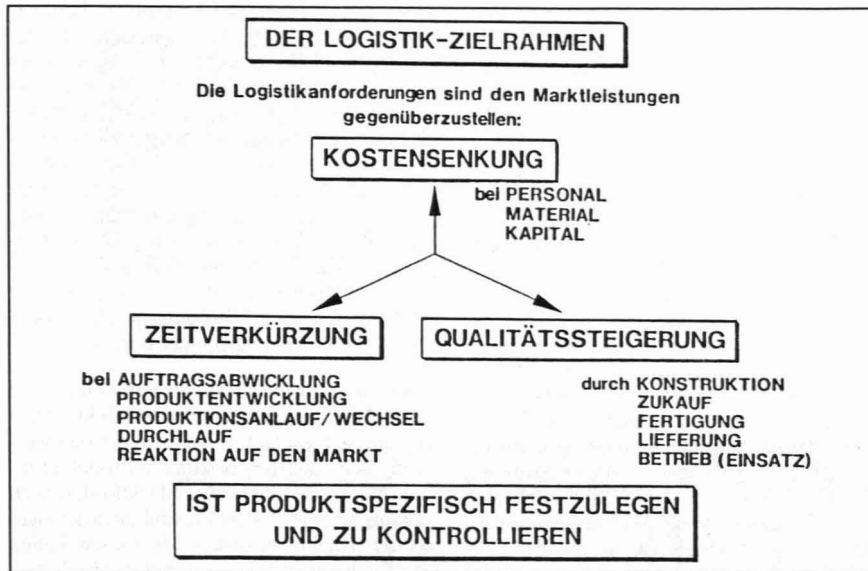 DER LOGISTIK-ZIELRAHMEN
Die Logistikanforderungen sind den Marktleistungen
gegenüberzustellen:
KOSTENSENKUNG
bei PERSONAL
MATERIAL
KAPITAL
ZEITVERKÜRZUNG
bei AUFTRAGSABWICKLUNG
PRODUKTENTWICKLUNG
PRODUKTIONSANLAUF/WECHSEL
DURCHLAUF
REAKTION AUF DEN MARKT
QUALITÄTSSTEIGERUNG
durch KONSTRUKTION
ZUKAUF
FERTIGUNG
LIEFERUNG
BETRIEB (EINSATZ)
IST PRODUKTSPEZIFISCH FESTZULEGEN
UND ZU KONTROLLIEREN